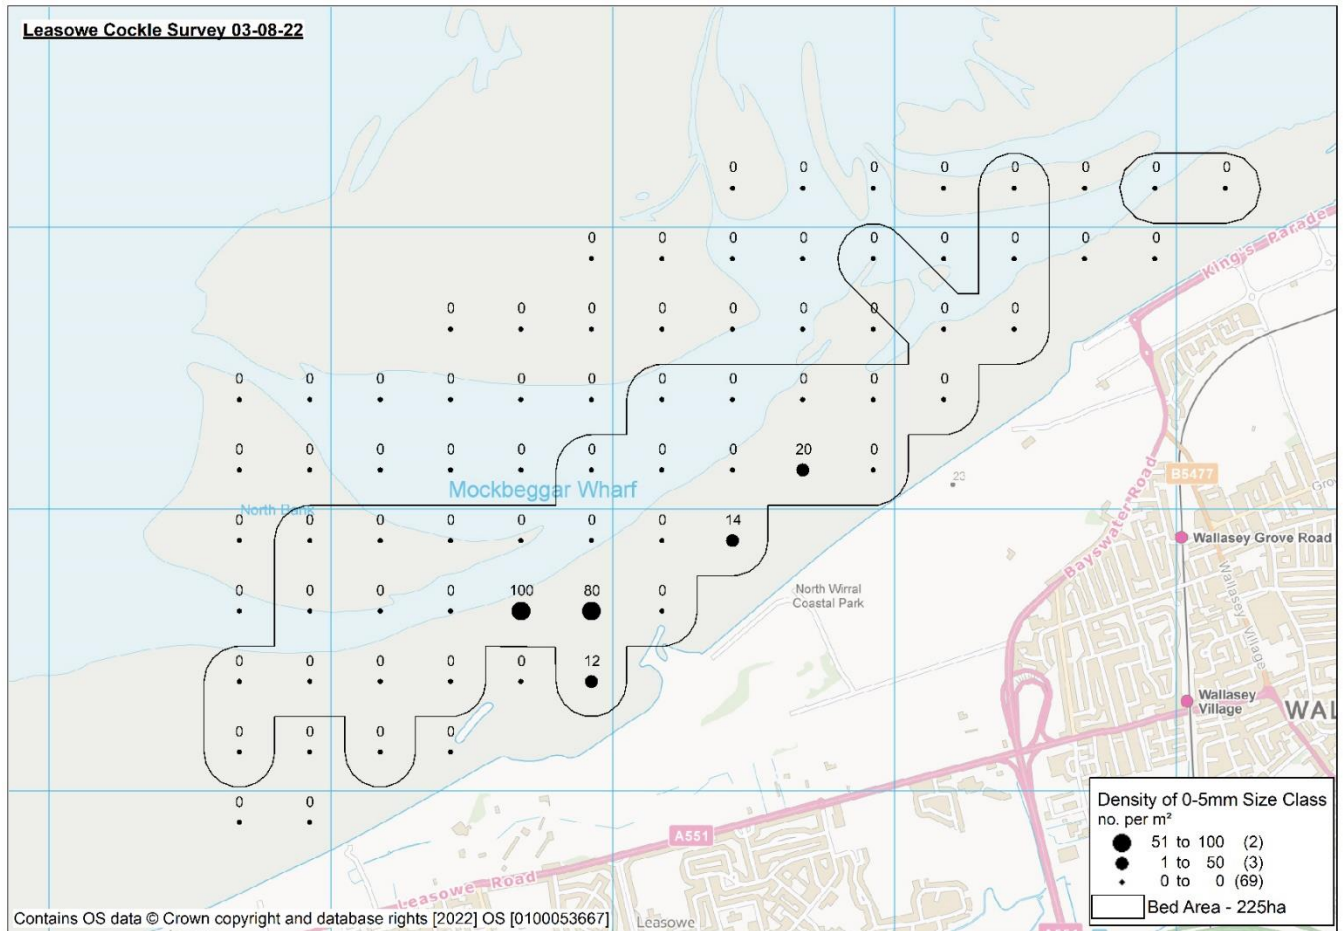 Leasowe Cockle Survey 03-08-22
0 0 0 0 0 0 0 0
0 0 0 0 0 0 0 0 0
King's Parade
0 0 0 0 0 0 0 0 0
0 0 0 0 0 0 0 0 0 0 0
0 0 0 0 0 0 0 0 20 0
23
B5477
Mockbeggar Wharf
North Bank
Bayswater Road
0 0 0 0 0 0 0 14
Wallasey Grove Road
Wallasey Village
0 0 0 0 100 80 0
North Wirral
Coastal Park
0 0 0 0 0 12
Wallasey
Village
WAL
0 0 0 0
0 0
A551
Leasowe Road
Leasowe
Density of 0-5mm Size Class
no. per m²
51 to 100 (2)
1 to 50 (3)
0 to 0 (69)
Bed Area - 225ha
Contains OS data © Crown copyright and database rights [2022] OS [0100053667]